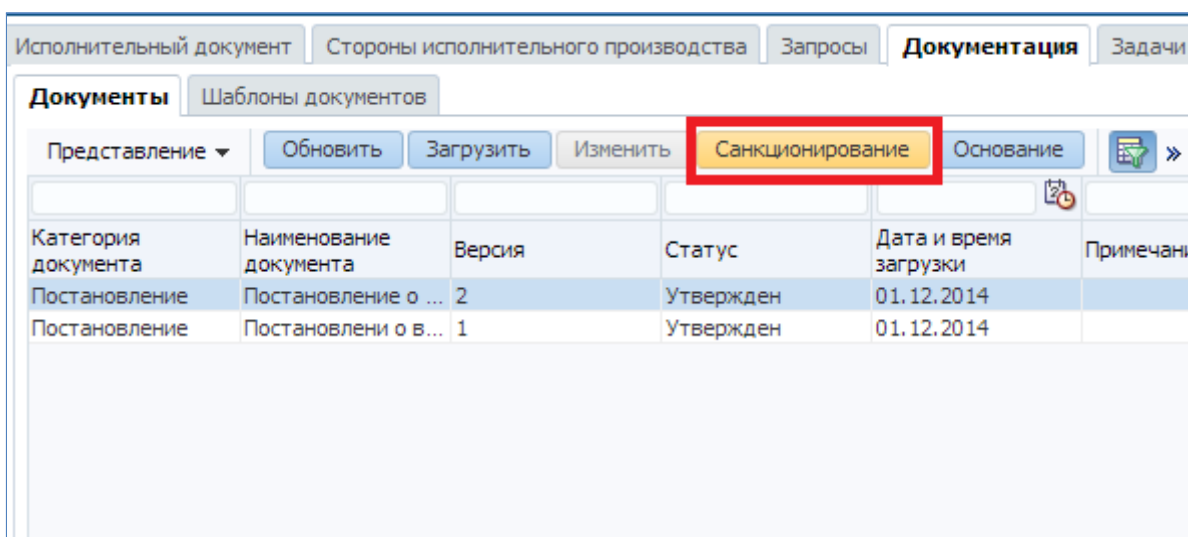 Исполнительный документ Стороны исполнительного производства Запросы Документация Задачи
Документы Шаблоны документов
Представление Обновить Загрузить Изменить Санкционирование Основание »
Категория документа Наименование документа Версия Статус Дата и время загрузки Примечани
Постановление Постановление о ... 2 Утвержден 01.12.2014
Постановление Постановлени о в... 1 Утвержден 01.12.2014